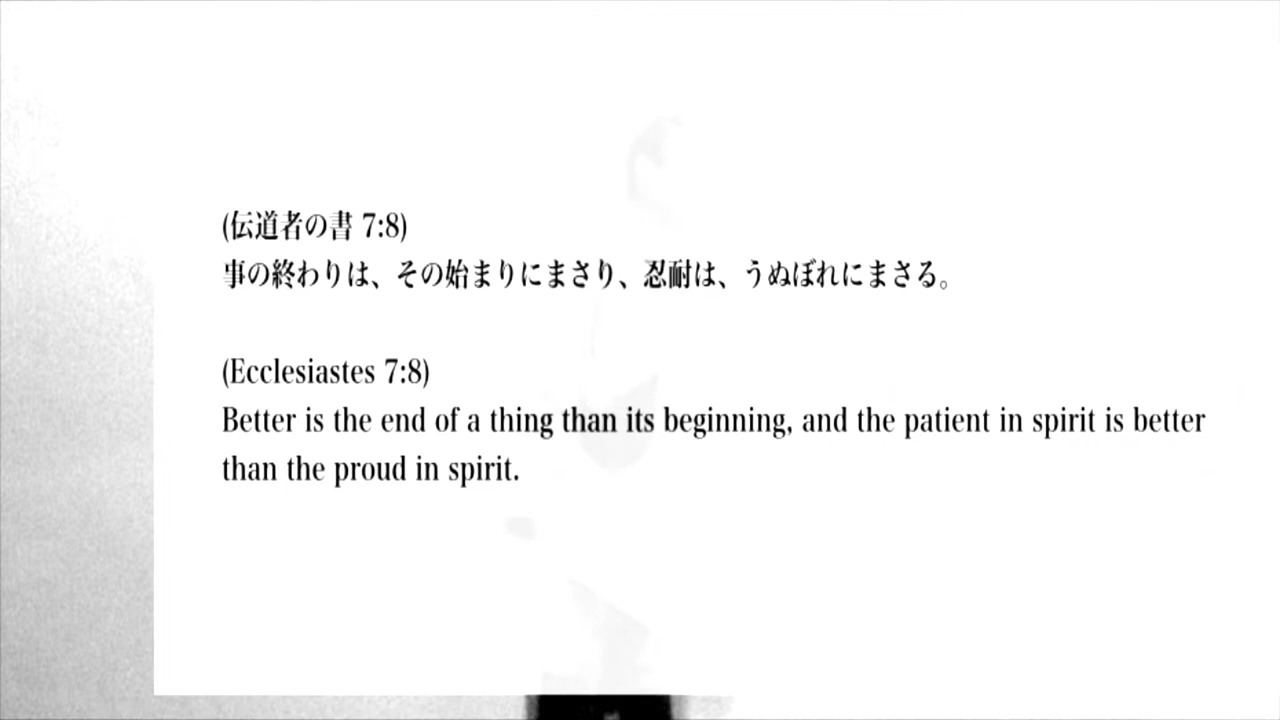 (伝道者の書 7:8)
事の終わりは、その始まりにまさり、忍耐は、うぬぼれにまさる。
(Ecclesiastes 7:8)
Better is the end of a thing than its beginning, and the patient in spirit is better
than the proud in spirit.